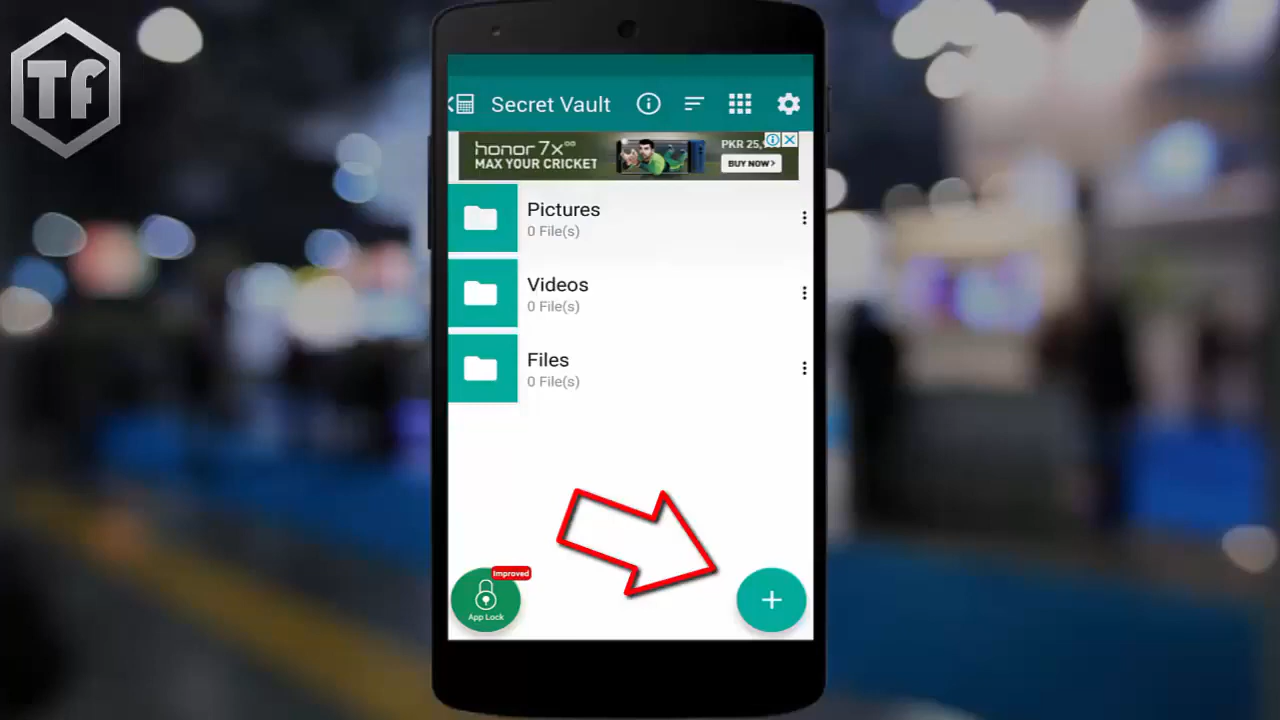 Tf
Secret Vault
honor 7x
MAX YOUR CRICKET
PKR 25,
BUY NOW>
Pictures
0 File(s)
Videos
0 File(s)
Files
0 File(s)
Improved
App Lock